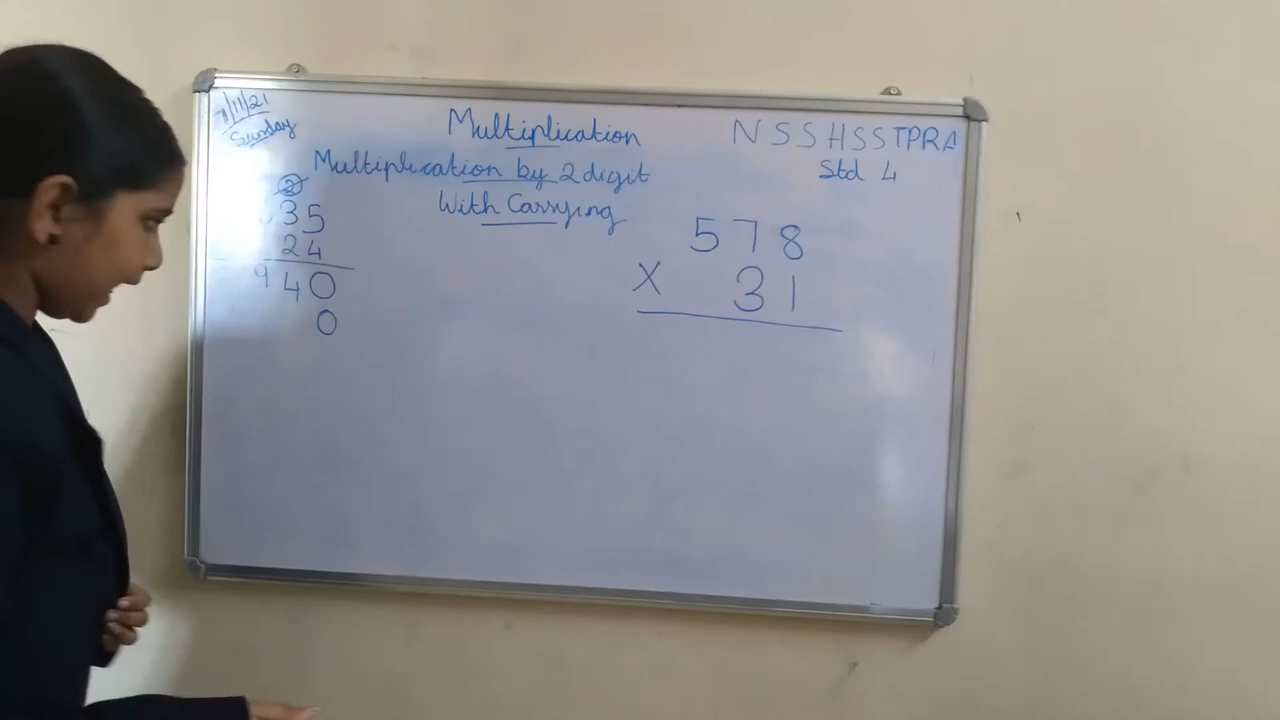 7/11/21
Sunday
Multiplication
Multiplication by 2 digit
With Carrying
NSSHSSTPRA
Std 4
2
35
24
940
0
578
X 31